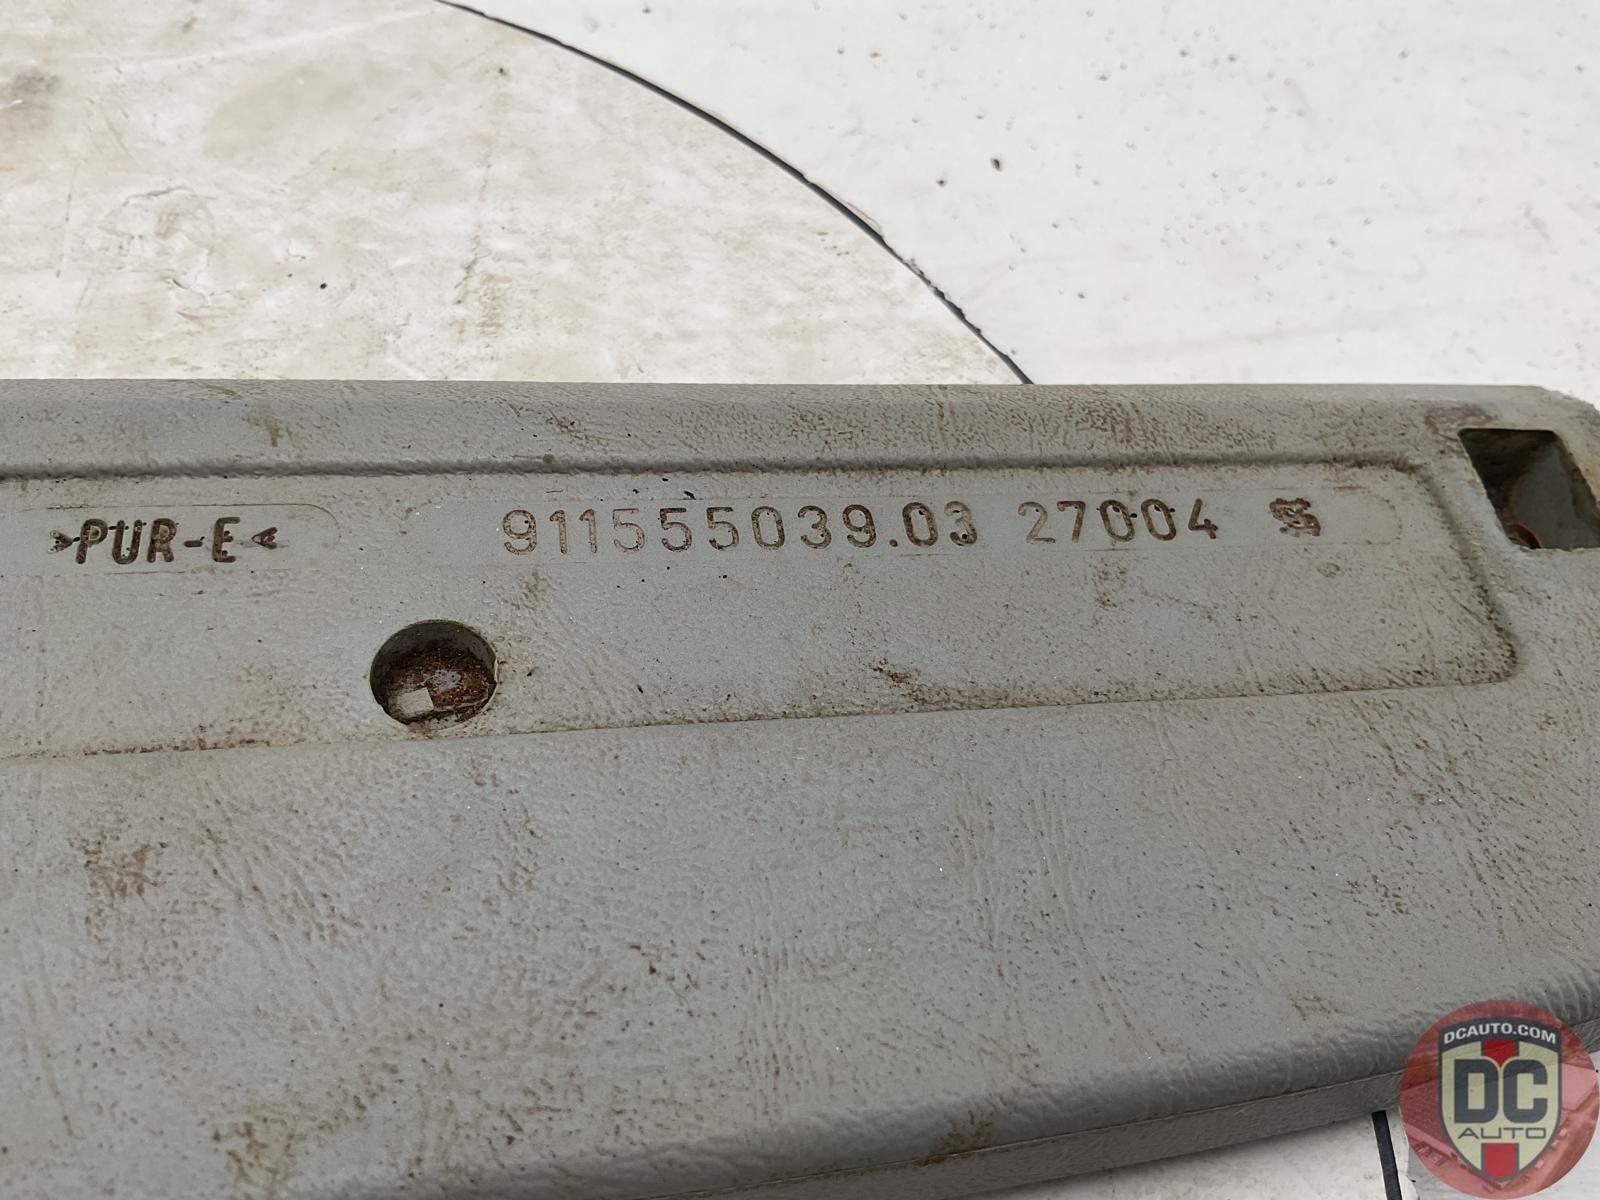 >PUR-E< 911555039.03 27004
DCAUTO.COM
DC
AUTO